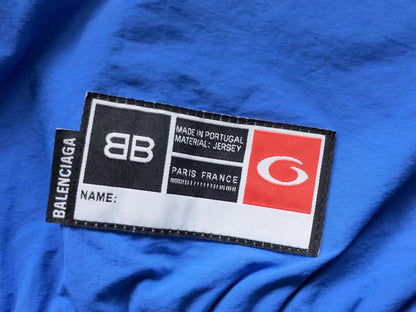 BALENCIAGA
BB
MADE IN PORTUGAL
MATERIAL: JERSEY
PARIS FRANCE
NAME: